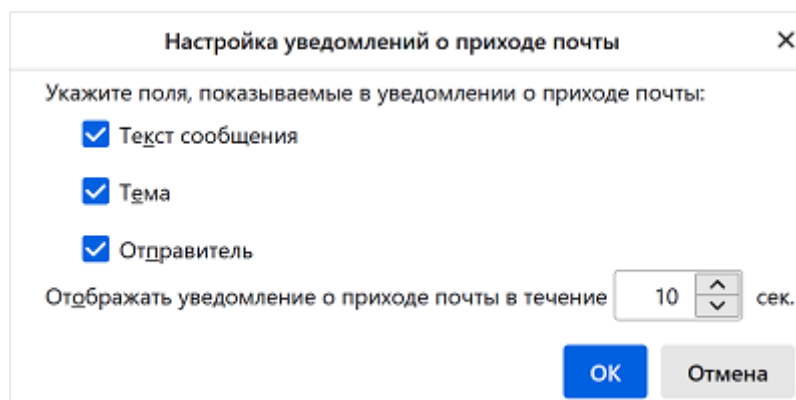 Настройка уведомлений о приходе почты
Укажите поля, показываемые в уведомлении о приходе почты:
Текст сообщения
Тема
Отправитель
Отображать уведомление о приходе почты в течение 10 сек.
ОК Отмена